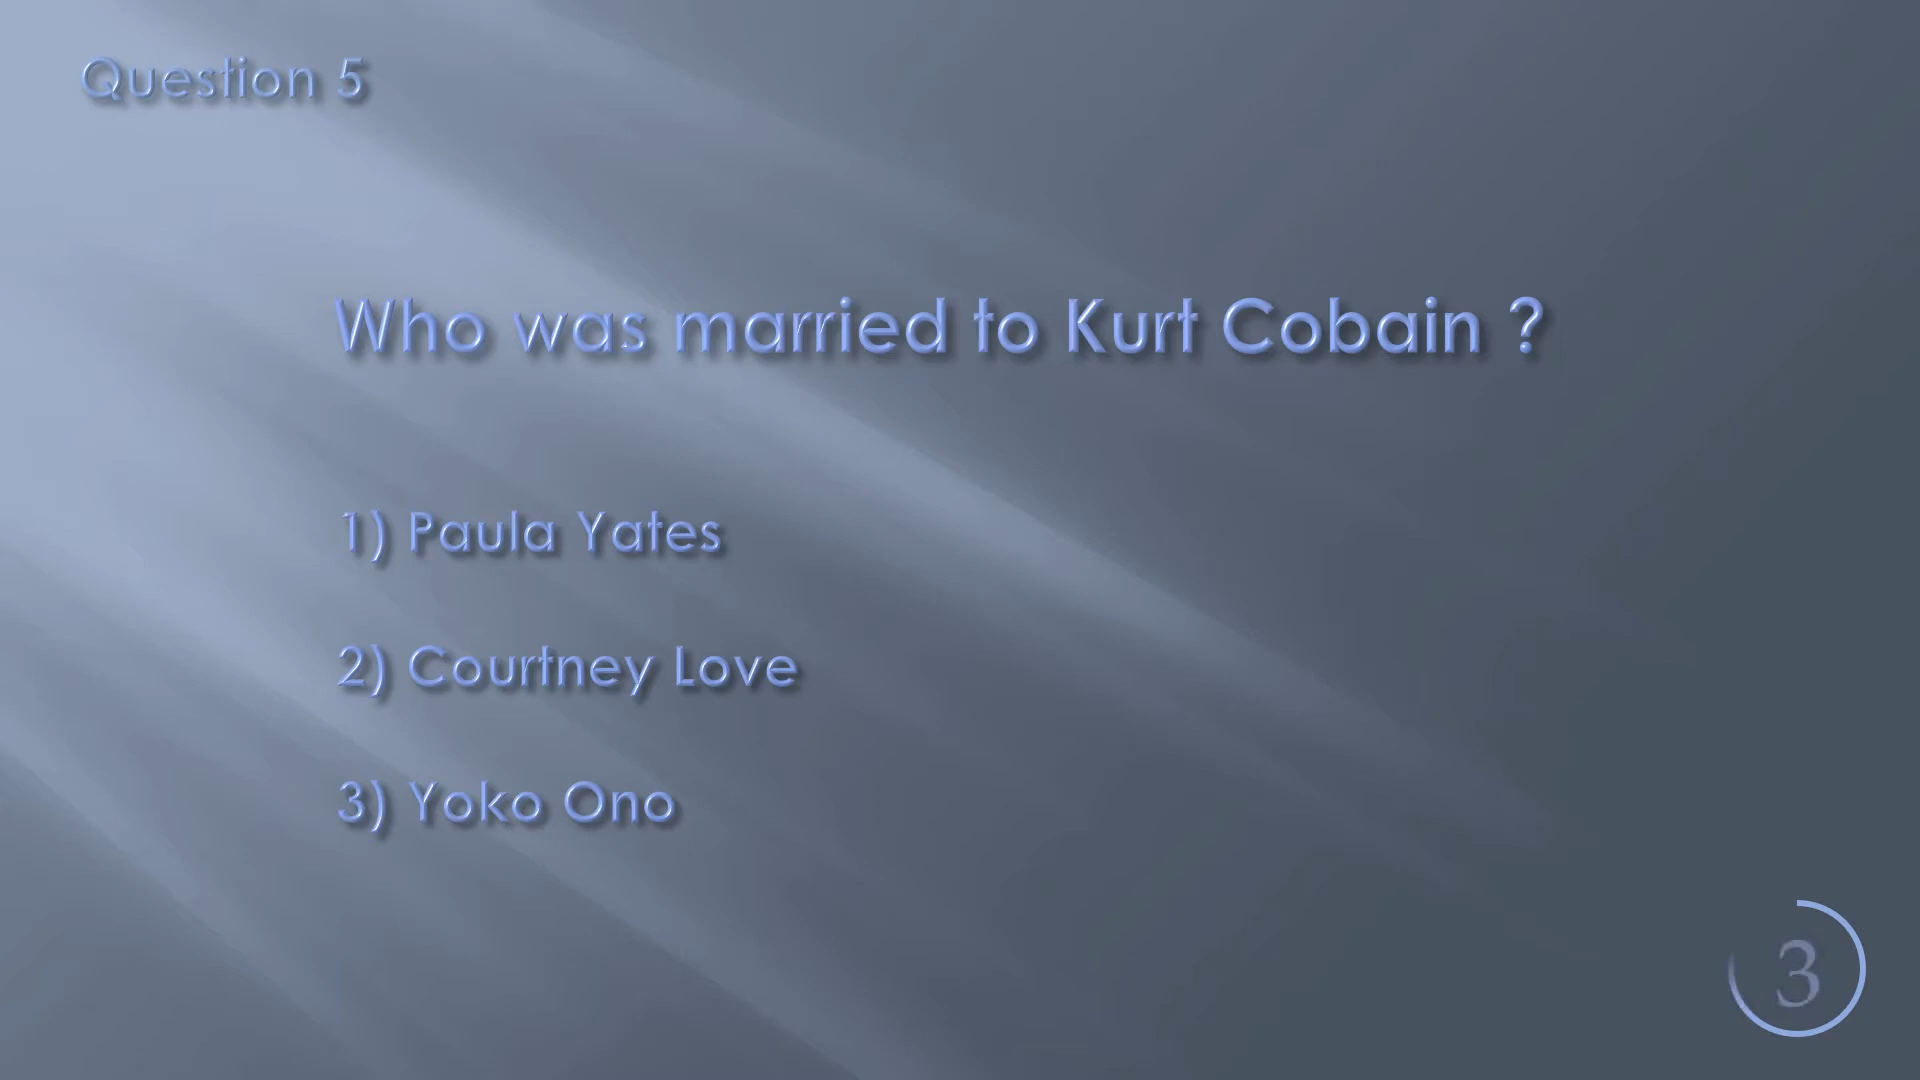 Question 5
Who was married to Kurt Cobain ?
1) Paula Yates
2) Courtney Love
3) Yoko Ono
3